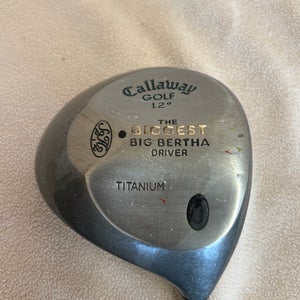 Callaway
GOLF
12°
THE
BIGGEST
BIG BERTHA
DRIVER
TITANIUM